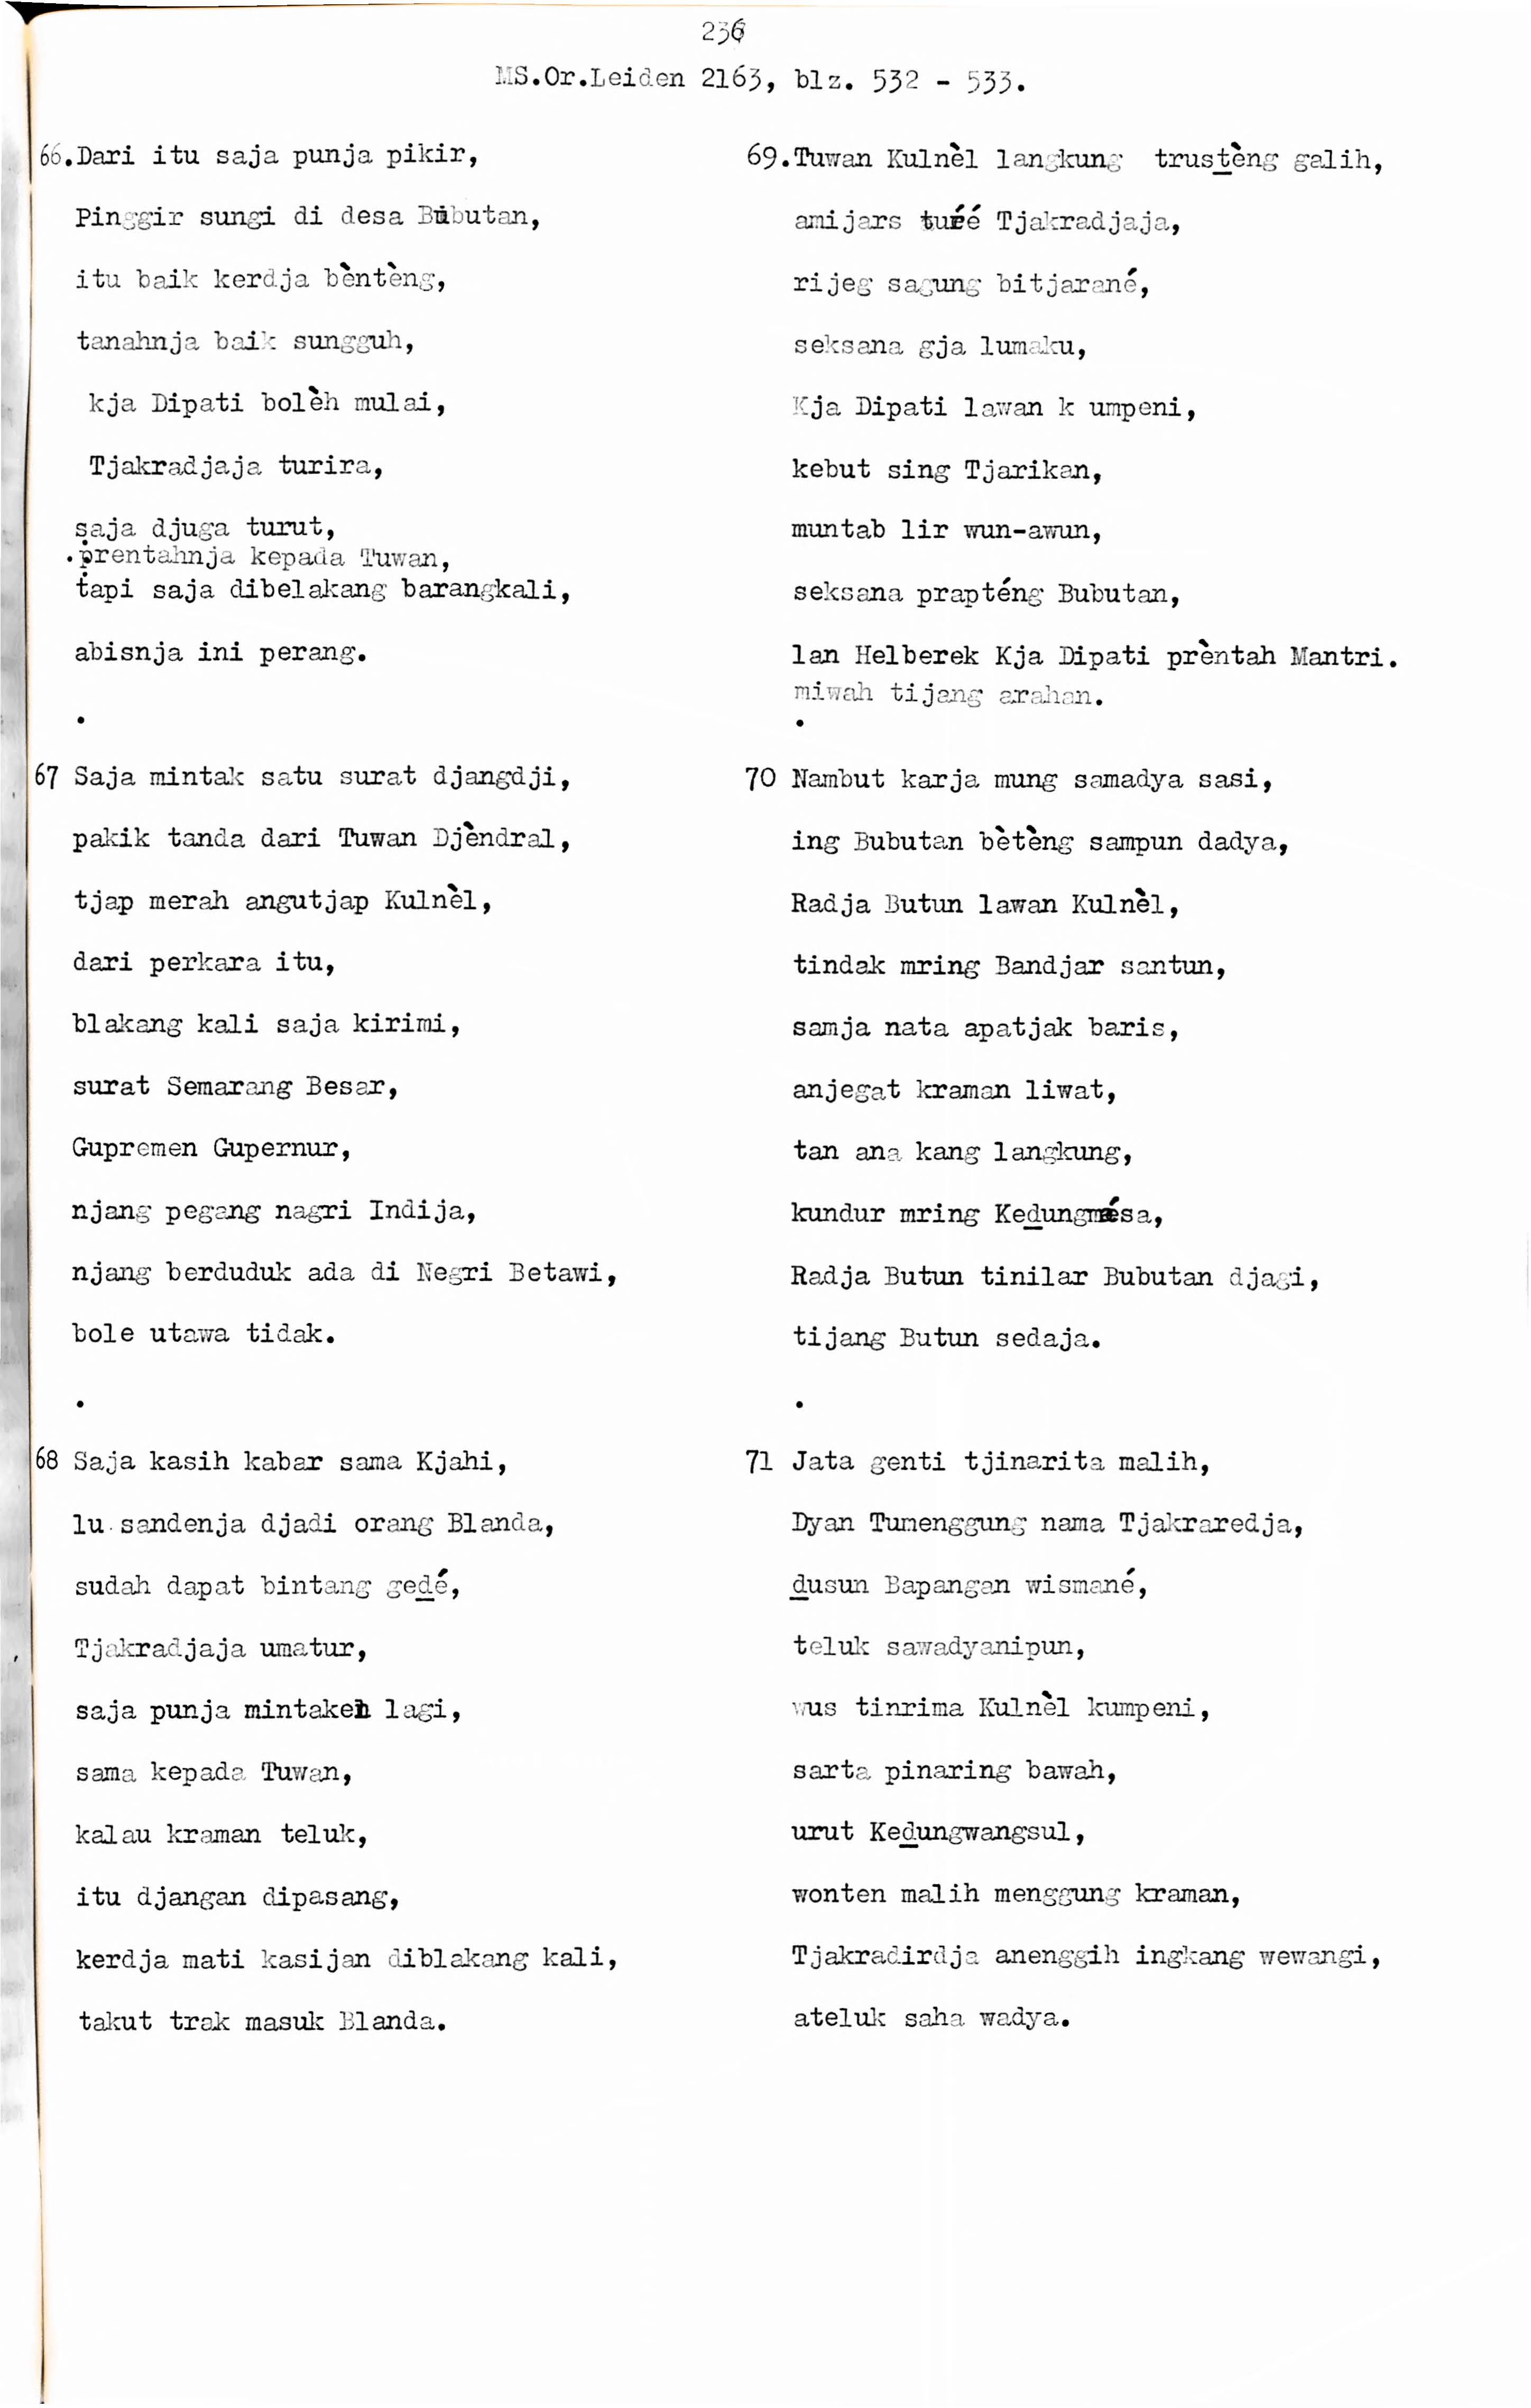 236
MS.Or.Leiden 2163, blz. 532 - 533.
66.Dari itu saja punja pikir,
Pinggir sungi di desa Bubutan,
itu baik kerdja bèntèng,
tanahnja baik sungguh,
kja Dipati bolèh mulai,
Tjakradjaja turira,
saja djuga turut,
.prentahnja kepada Tuwan,
tapi saja dibelakang barangkali,
abisnja ini perang.
.
67 Saja mintak satu surat djangdji,
pakik tanda dari Tuwan Djèndral,
tjap merah angutjap Kulnèl,
dari perkara itu,
blakang kali saja kirimi,
surat Semarang Besar,
Gupremen Gupernur,
njang pegang nagri Indija,
njang berduduk ada di Negri Betawi,
bole utawa tidak.
.
68 Saja kasih kabar sama Kjahi,
lu sandenja djadi orang Blanda,
sudah dapat bintang geḏé,
Tjakradjaja umatur,
saja punja mintaken lagi,
sama kepada Tuwan,
kalau kraman teluk,
itu djangan dipasang,
kerdja mati kasijan diblakang kali,
takut trak masuk Blanda.
69.Tuwan Kulnèl langkung trusṯèng galih,
amijars turé Tjakradjaja,
rijeg sagung bitjarané,
seksana gja lumaku,
Kja Dipati lawan k umpeni,
kebut sing Tjarikan,
muntab lir wun-awun,
seksana prapténg Bubutan,
lan Helberek Kja Dipati prèntah Mantri.
miwah tijang arahan.
.
70 Nambut karja mung samadya sasi,
ing Bubutan bètèng sampun dadya,
Radja Butun lawan Kulnèl,
tindak mring Bandjar santun,
samja nata apatjak baris,
anjegat kraman liwat,
tan ana kang langkung,
kundur mring Keḏungmésa,
Radja Butun tinilar Bubutan djagi,
tijang Butun sedaja.
.
71 Jata genti tjinarita malih,
Dyan Tumenggung nama Tjakraredja,
ḏusun Bapangan wismané,
teluk sawadyanipun,
wus tinrima Kulnèl kumpeni,
sarta pinaring bawah,
urut Keḏungwangsul,
wonten malih menggung kraman,
Tjakradirdja anenggih ingkang wewangi,
ateluk saha wadya.